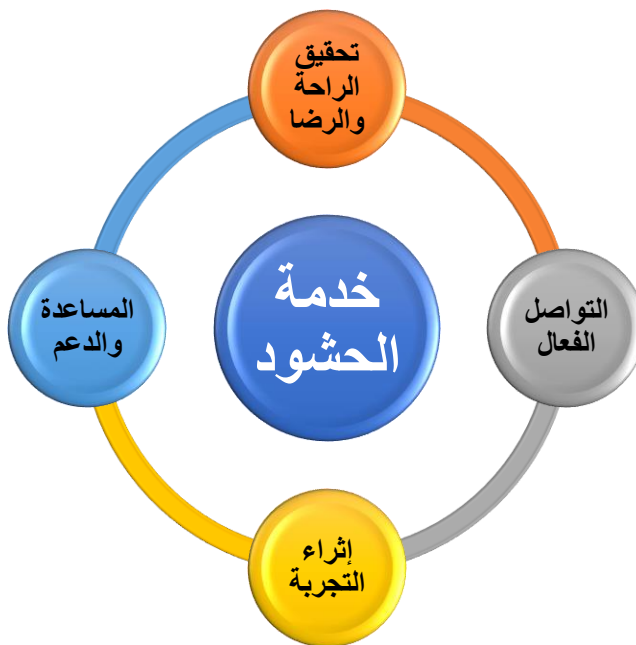 تحقيق
الراحة
والرضا
خدمة
الحشود
التواصل
الفعال
إثراء
التجربة
المساعدة
والدعم